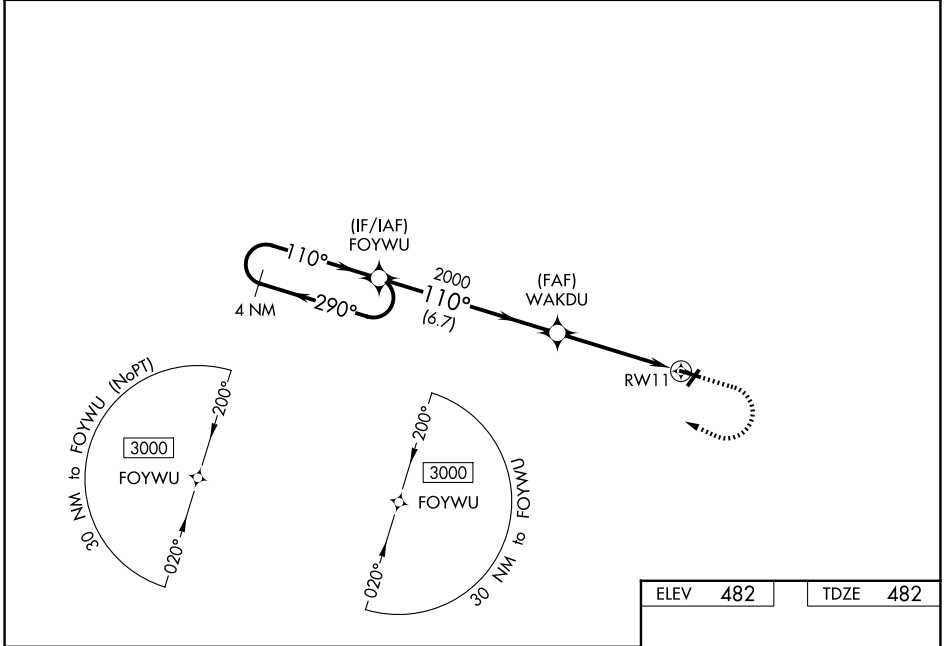 (IF/IAF)
FOYWU
110°
290°
4 NM
2000
110°
(6.7)
(FAF)
WAKDU
RW11
30 NM to FOYWU (NoPT)
200°
3000
FOYWU
020°
200°
3000
FOYWU
020°
30 NM to FOYWU
ELEV 482
TDZE 482